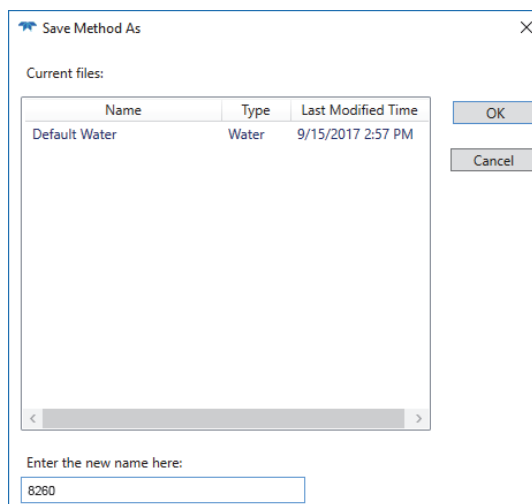 Save Method As
Current files:
Name Type Last Modified Time
Default Water Water 9/15/2017 2:57 PM
OK
Cancel
Enter the new name here:
8260